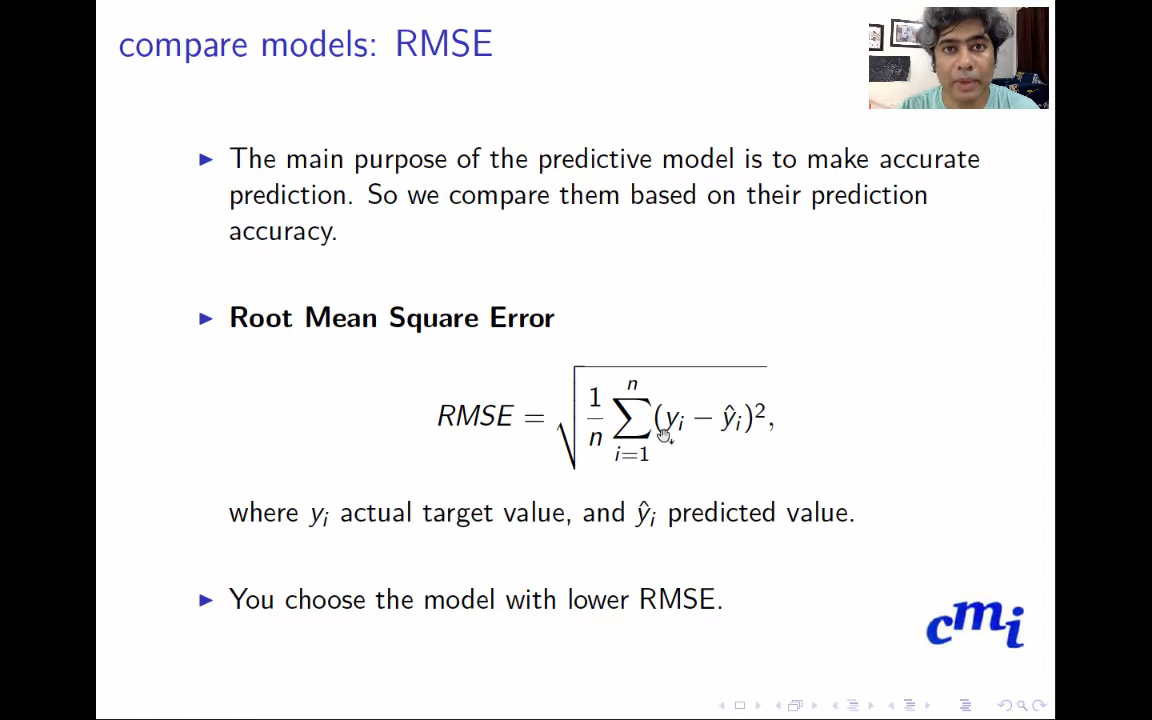 compare models: RMSE
▶ The main purpose of the predictive model is to make accurate
prediction. So we compare them based on their prediction
accuracy.
▶ Root Mean Square Error
RMSE = √(1/n ∑_{i=1}^{n} (y_i − ŷ_i)²),
where y_i actual target value, and ŷ_i predicted value.
▶ You choose the model with lower RMSE.
cmi